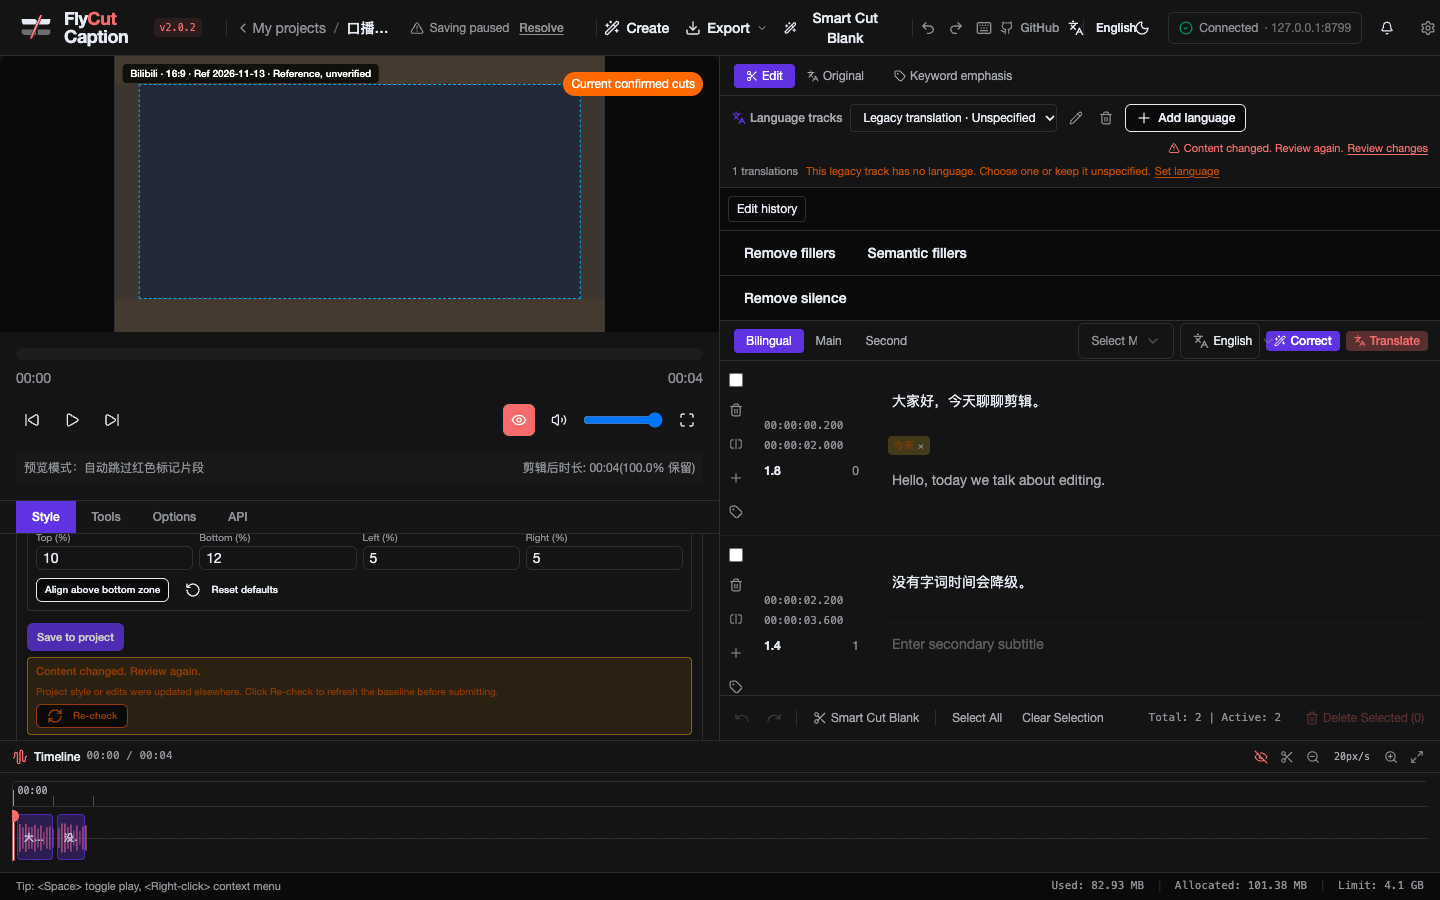 FlyCut Caption
v2.0.2
My projects / 口播...
Saving paused Resolve
Create
Export
Smart Cut Blank
GitHub
English
Connected · 127.0.0.1:8799
Bilibili · 16:9 · Ref 2026-11-13 · Reference, unverified
Current confirmed cuts
00:00
00:04
预览模式：自动跳过红色标记片段
剪辑后时长: 00:04(100.0% 保留)
Style Tools Options API
Top (%) Bottom (%) Left (%) Right (%)
10 12 5 5
Align above bottom zone Reset defaults
Save to project
Content changed. Review again.
Project style or edits were updated elsewhere. Click Re-check to refresh the baseline before submitting.
Re-check
Edit Original Keyword emphasis
Language tracks Legacy translation · Unspecified Add language
Content changed. Review again. Review changes
1 translations This legacy track has no language. Choose one or keep it unspecified. Set language
Edit history
Remove fillers Semantic fillers
Remove silence
Bilingual Main Second Select M English Correct Translate
大家好，今天聊聊剪辑。
00:00:00.200
00:00:02.000
今天 ×
1.8 0
Hello, today we talk about editing.
没有字词时间会降级。
00:00:02.200
00:00:03.600
1.4 1
Enter secondary subtitle
Smart Cut Blank Select All Clear Selection Total: 2 | Active: 2 Delete Selected (0)
Timeline 00:00 / 00:04
20px/s
00:00
大... 没...
Tip: <Space> toggle play, <Right-click> context menu
Used: 82.93 MB Allocated: 101.38 MB Limit: 4.1 GB